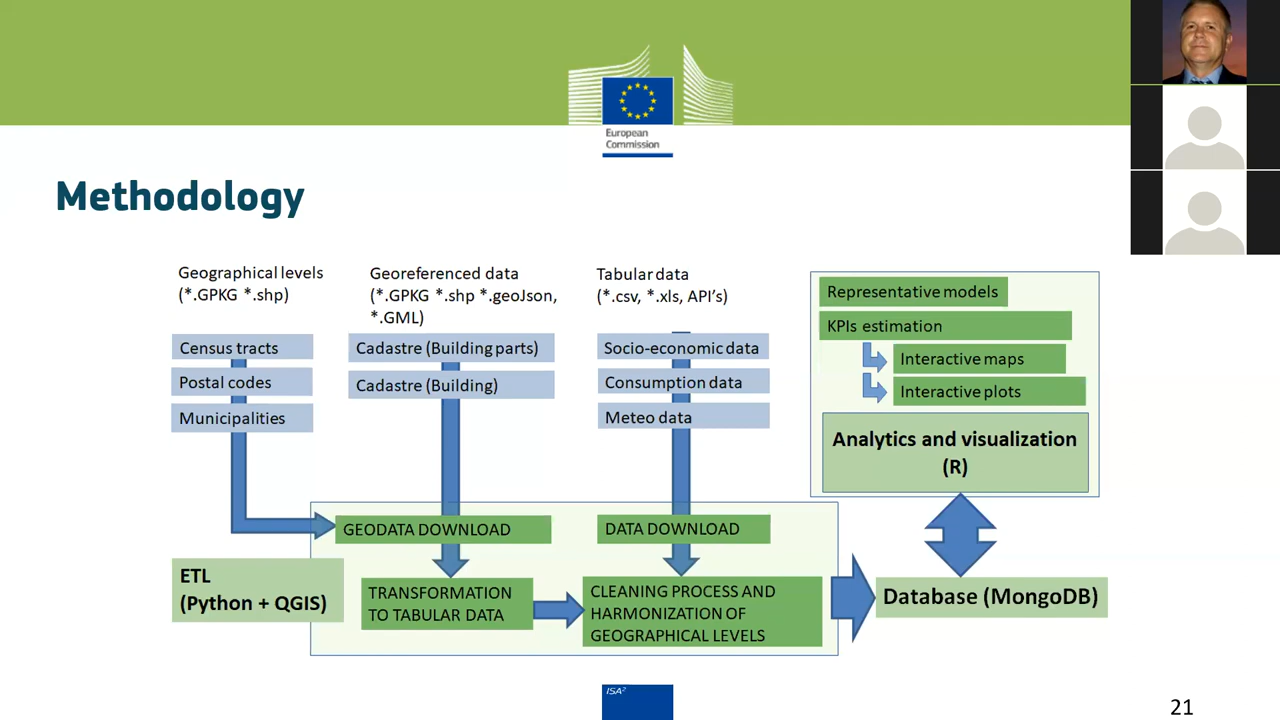 European
Commission
Methodology
Geographical levels
(*.GPKG *.shp)
Census tracts
Postal codes
Municipalities
Georeferenced data
(*.GPKG *.shp *.geoJson,
*.GML)
Cadastre (Building parts)
Cadastre (Building)
Tabular data
(*.csv, *.xls, API's)
Socio-economic data
Consumption data
Meteo data
Representative models
KPIs estimation
Interactive maps
Interactive plots
Analytics and visualization
(R)
GEODATA DOWNLOAD
DATA DOWNLOAD
ETL
(Python + QGIS)
TRANSFORMATION
TO TABULAR DATA
CLEANING PROCESS AND
HARMONIZATION OF
GEOGRAPHICAL LEVELS
Database (MongoDB)
ISA²
21